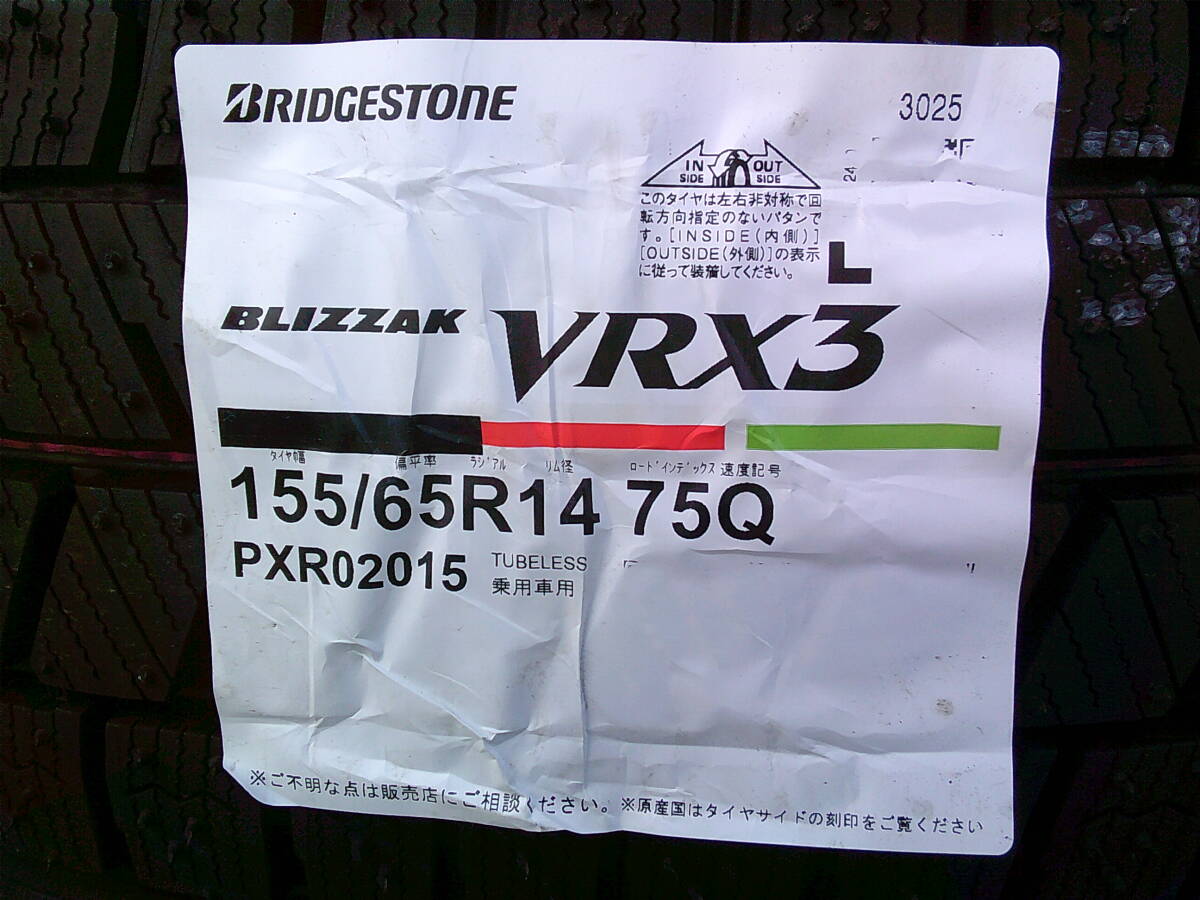 BRIDGESTONE
3025
IN OUT
SIDE SIDE
24
このタイヤは左右非対称で回
転方向指定のないパタンで
す。[INSIDE(内側)]
[OUTSIDE(外側)]の表示
に従って装着してください。
L
BLIZZAK VRX3
タイヤ幅 偏平率 ラジアル リム径 ロードインデックス 速度記号
155/65R14 75Q
PXR02015 TUBELESS
乗用車用
※ご不明な点は販売店にご相談ください。※原産国はタイヤサイドの刻印をご覧ください